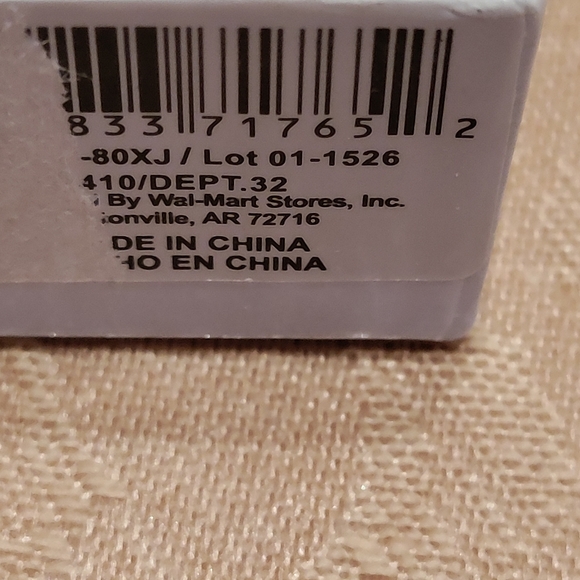 833 71765 2
-80XJ / Lot 01-1526
410/DEPT.32
By Wal-Mart Stores, Inc.
onville, AR 72716
DE IN CHINA
HO EN CHINA